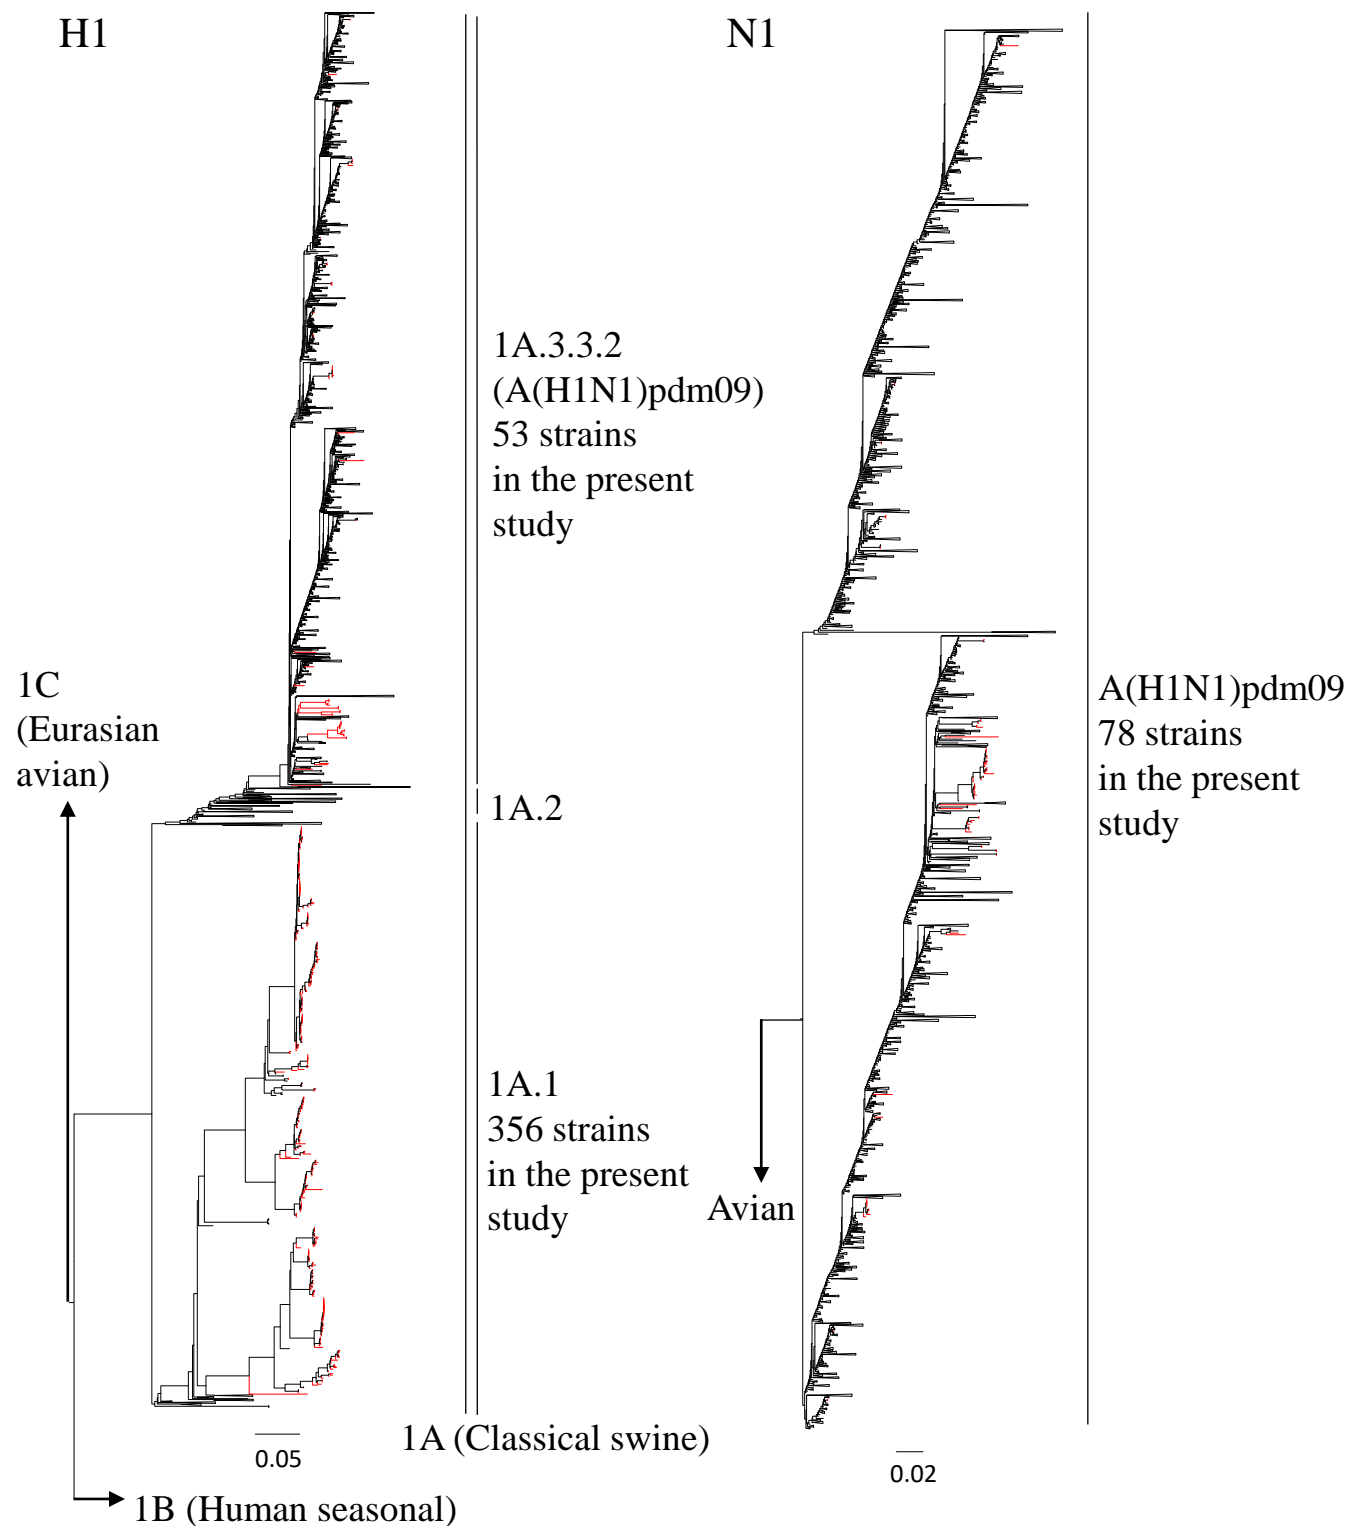 H1
1A.3.3.2
(A(H1N1)pdm09)
53 strains
in the present
study
1C
(Eurasian
avian)
1A.2
1A.1
356 strains
in the present
study
1A (Classical swine)
0.05
1B (Human seasonal)
N1
A(H1N1)pdm09
78 strains
in the present
study
Avian
0.02